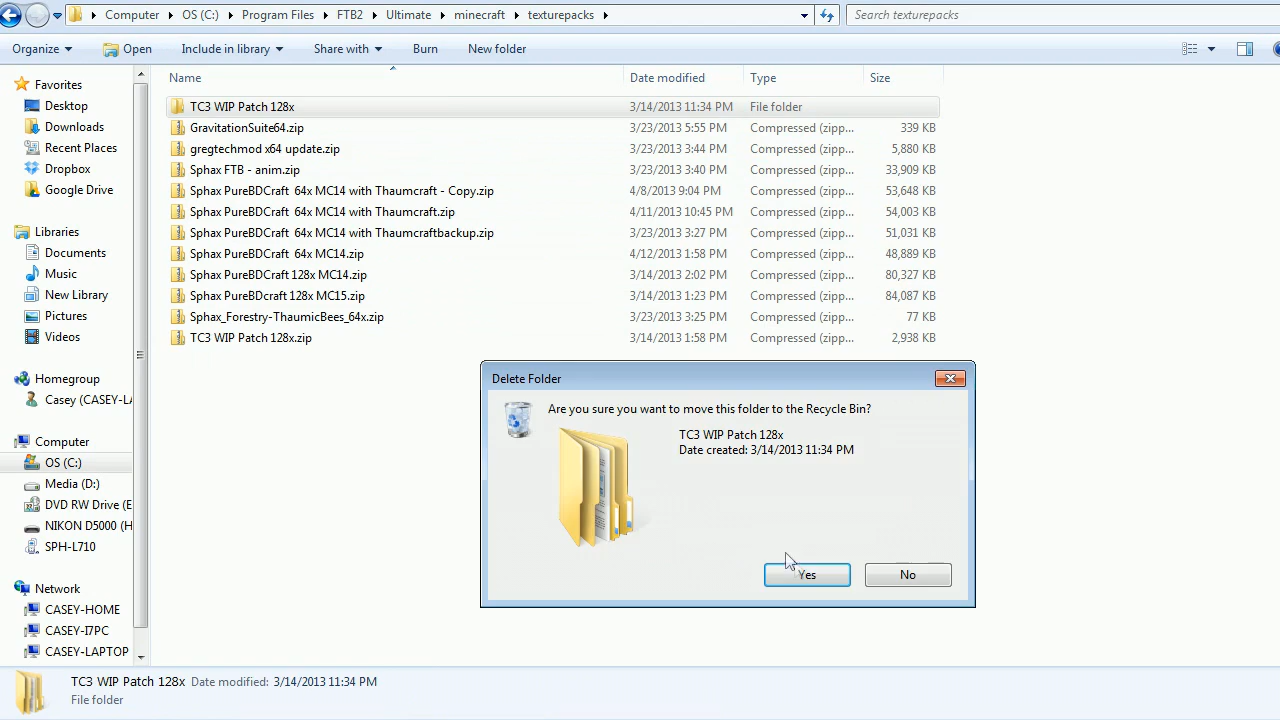 Computer ▸ OS (C:) ▸ Program Files ▸ FTB2 ▸ Ultimate ▸ minecraft ▸ texturepacks ▸
Search texturepacks
Organize Open Include in library Share with Burn New folder
Name Date modified Type Size
Favorites
Desktop
Downloads
Recent Places
Dropbox
Google Drive
Libraries
Documents
Music
New Library
Pictures
Videos
Homegroup
Casey (CASEY-LA
Computer
OS (C:)
Media (D:)
DVD RW Drive (E
NIKON D5000 (H
SPH-L710
Network
CASEY-HOME
CASEY-I7PC
CASEY-LAPTOP
TC3 WIP Patch 128x 3/14/2013 11:34 PM File folder
GravitationSuite64.zip 3/23/2013 5:55 PM Compressed (zipp... 339 KB
gregtechmod x64 update.zip 3/23/2013 3:44 PM Compressed (zipp... 5,880 KB
Sphax FTB - anim.zip 3/23/2013 3:40 PM Compressed (zipp... 33,909 KB
Sphax PureBDCraft 64x MC14 with Thaumcraft - Copy.zip 4/8/2013 9:04 PM Compressed (zipp... 53,648 KB
Sphax PureBDCraft 64x MC14 with Thaumcraft.zip 4/11/2013 10:45 PM Compressed (zipp... 54,003 KB
Sphax PureBDCraft 64x MC14 with Thaumcraftbackup.zip 3/23/2013 3:27 PM Compressed (zipp... 51,031 KB
Sphax PureBDCraft 64x MC14.zip 4/12/2013 1:58 PM Compressed (zipp... 48,889 KB
Sphax PureBDCraft 128x MC14.zip 3/14/2013 2:02 PM Compressed (zipp... 80,327 KB
Sphax PureBDcraft 128x MC15.zip 3/14/2013 1:23 PM Compressed (zipp... 84,087 KB
Sphax_Forestry-ThaumicBees_64x.zip 3/23/2013 3:25 PM Compressed (zipp... 77 KB
TC3 WIP Patch 128x.zip 3/14/2013 1:58 PM Compressed (zipp... 2,938 KB
Delete Folder
Are you sure you want to move this folder to the Recycle Bin?
TC3 WIP Patch 128x
Date created: 3/14/2013 11:34 PM
Yes No
TC3 WIP Patch 128x Date modified: 3/14/2013 11:34 PM
File folder